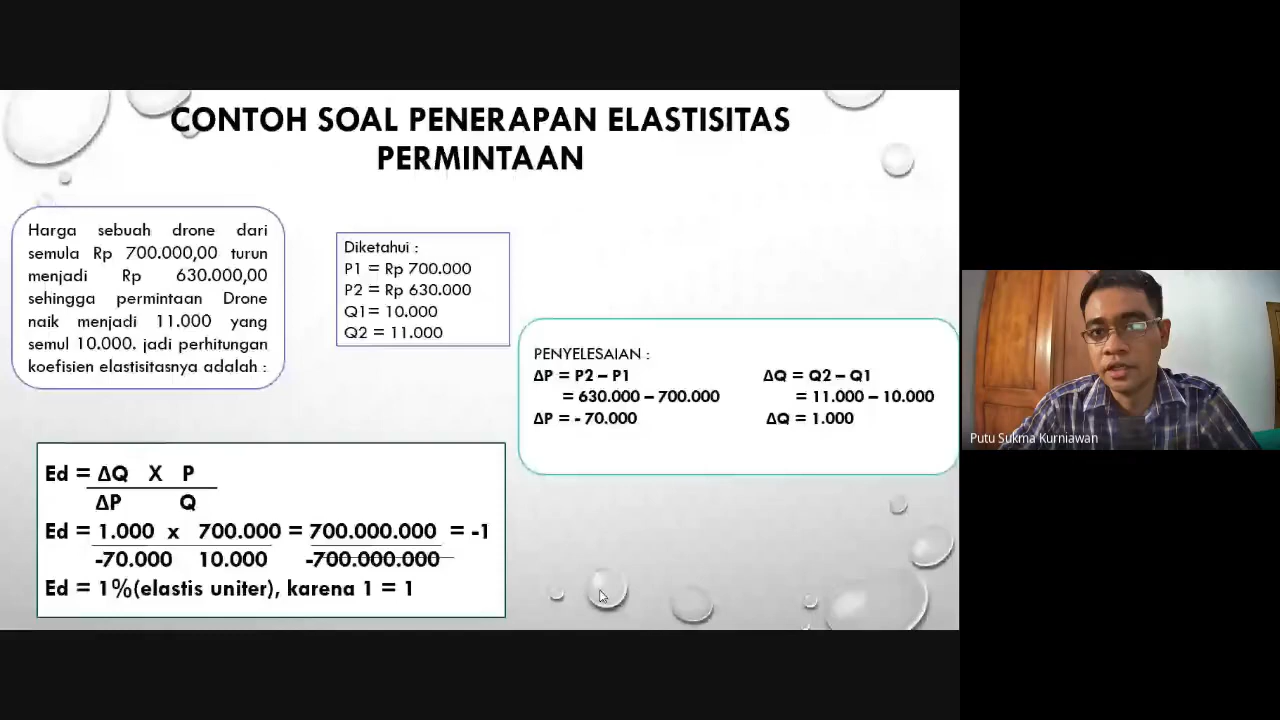 CONTOH SOAL PENERAPAN ELASTISITAS
PERMINTAAN
Harga sebuah drone dari
semula Rp 700.000,00 turun
menjadi Rp 630.000,00
sehingga permintaan Drone
naik menjadi 11.000 yang
semul 10.000. jadi perhitungan
koefisien elastisitasnya adalah :
Diketahui :
P1 = Rp 700.000
P2 = Rp 630.000
Q1= 10.000
Q2 = 11.000
PENYELESAIAN :
ΔP = P2 – P1 ΔQ = Q2 – Q1
= 630.000 – 700.000 = 11.000 – 10.000
ΔP = - 70.000 ΔQ = 1.000
Ed = ΔQ X P
ΔP Q
Ed = 1.000 x 700.000 = 700.000.000 = -1
-70.000 10.000 -700.000.000
Ed = 1%(elastis uniter), karena 1 = 1
Putu Sukma Kurniawan